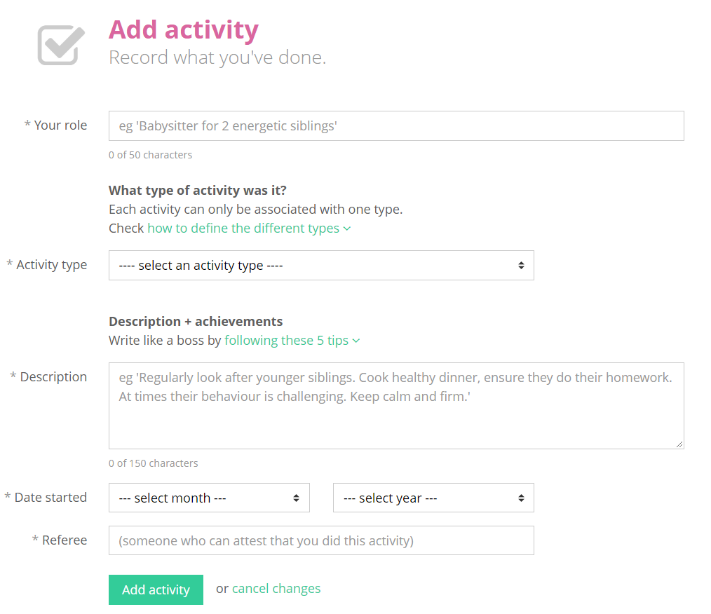 Add activity
Record what you've done.
* Your role
eg 'Babysitter for 2 energetic siblings'
0 of 50 characters
What type of activity was it?
Each activity can only be associated with one type.
Check how to define the different types
* Activity type
---- select an activity type ----
Description + achievements
Write like a boss by following these 5 tips
* Description
eg 'Regularly look after younger siblings. Cook healthy dinner, ensure they do their homework.
At times their behaviour is challenging. Keep calm and firm.'
0 of 150 characters
* Date started
--- select month ---
--- select year ---
* Referee
(someone who can attest that you did this activity)
Add activity or cancel changes